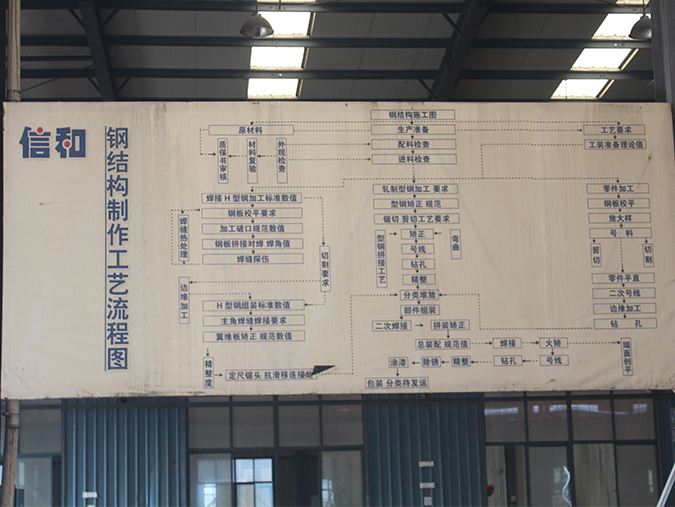 信和
钢结构制作工艺流程图
钢结构施工图
原材料
生产准备
工艺要求
质保书审核
材料复验
外观检查
配料检查
工装准备理论值
进料检查
焊接 H 型钢加工标准数值
钢板校平要求
加工破口规范数值
钢板拼接对焊 焊角值
焊缝探伤
焊缝热处理
切割要求
边缘加工
H 型钢组装标准数值
主角焊缝焊接要求
翼缘板矫正 规范数值
精整度
定尺锯头 抗滑移连接处
轧制型钢加工 要求
型钢矫正 规范
锯切 剪切工艺要求
型钢拼接工艺
矫正
弯曲
号线
钻孔
精整
分类堆放
部件组装
二次焊接
拼装矫正
总装配 规范值
焊接
火矫
端面刨平
涂漆
除锈
精整
钻孔
号线
包装 分类待发运
零件加工
钢板校平
放大样
号 料
剪切
切割
零件平直
二次号线
边缘加工
钻 孔